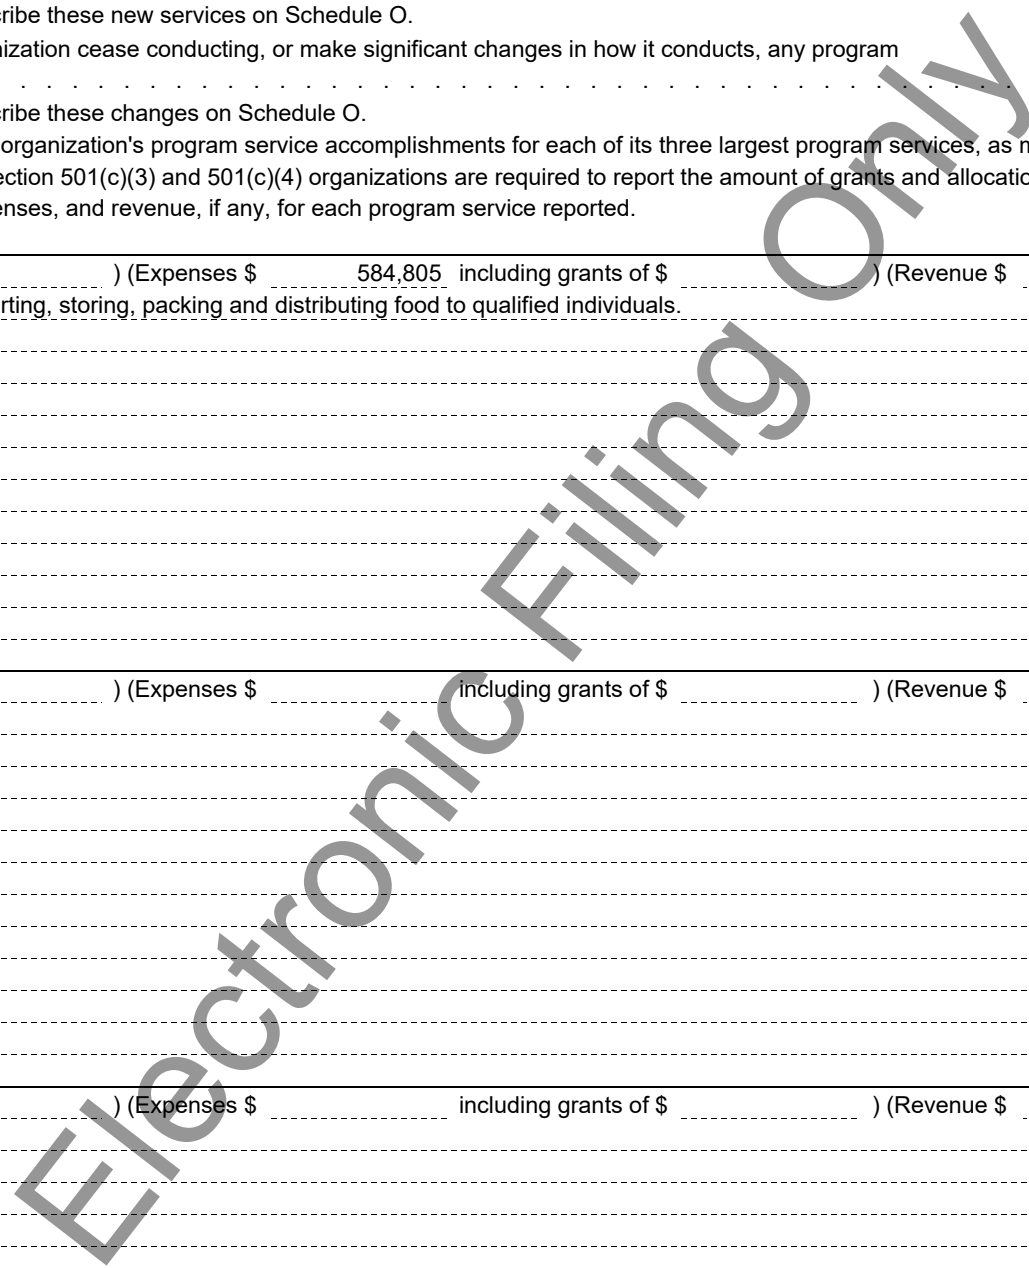 cribe these new services on Schedule O.
nization cease conducting, or make significant changes in how it conducts, any program
. . . . . . . . . . . . . . . . . . . . . . . . . . . . . . . . . . . . . . .
cribe these changes on Schedule O.
organization's program service accomplishments for each of its three largest program services, as m
ection 501(c)(3) and 501(c)(4) organizations are required to report the amount of grants and allocatio
enses, and revenue, if any, for each program service reported.
) (Expenses $ 584,805 including grants of $ ) (Revenue $
rting, storing, packing and distributing food to qualified individuals.
) (Expenses $ including grants of $ ) (Revenue $
) (Expenses $ including grants of $ ) (Revenue $
Electronic Filing Only